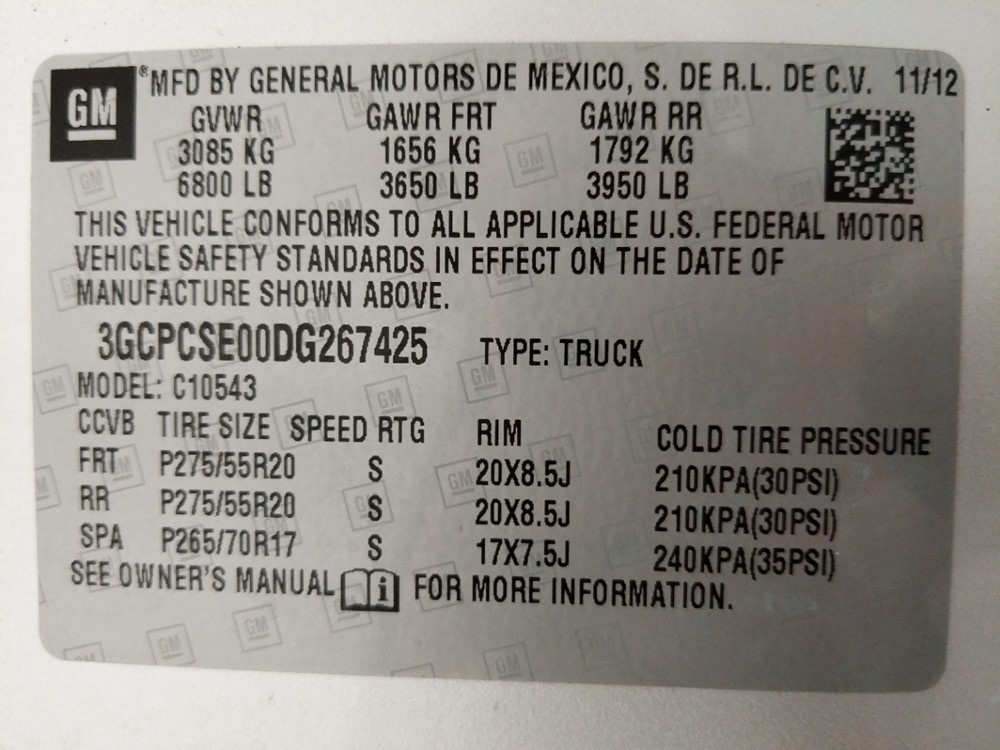 GM ® MFD BY GENERAL MOTORS DE MEXICO, S. DE R.L. DE C.V. 11/12
GVWR GAWR FRT GAWR RR
3085 KG 1656 KG 1792 KG
6800 LB 3650 LB 3950 LB
THIS VEHICLE CONFORMS TO ALL APPLICABLE U.S. FEDERAL MOTOR
VEHICLE SAFETY STANDARDS IN EFFECT ON THE DATE OF
MANUFACTURE SHOWN ABOVE.
3GCPCSE00DG267425 TYPE: TRUCK
MODEL: C10543
CCVB TIRE SIZE SPEED RTG RIM COLD TIRE PRESSURE
FRT P275/55R20 S 20X8.5J 210KPA(30PSI)
RR P275/55R20 S 20X8.5J 210KPA(30PSI)
SPA P265/70R17 S 17X7.5J 240KPA(35PSI)
SEE OWNER'S MANUAL i FOR MORE INFORMATION.